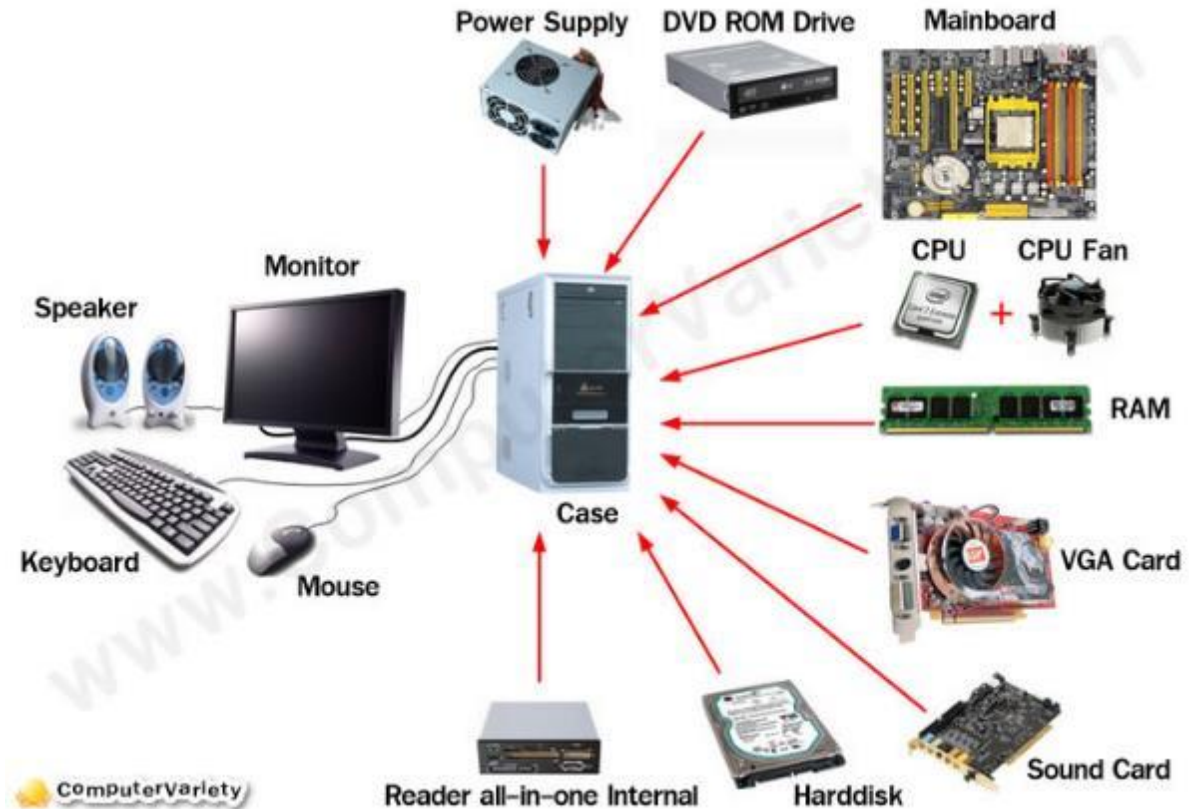 Power Supply
DVD ROM Drive
Mainboard
CPU
CPU Fan
+
RAM
VGA Card
Sound Card
Harddisk
Reader all-in-one Internal
Case
Monitor
Speaker
Keyboard
Mouse
ComputerVariety